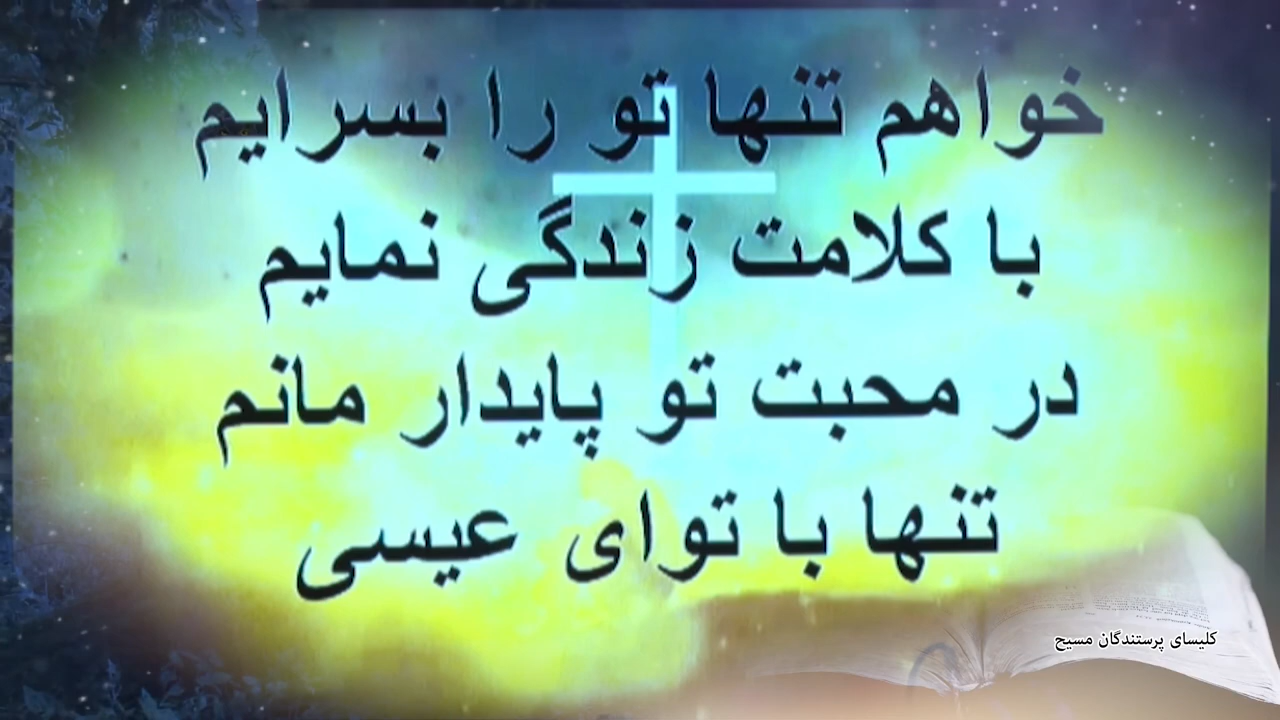 خواهم تنها تو را بسرایم
با کلامت زندگی نمایم
در محبت تو پایدار مانم
تنها با توای عیسی
کلیسای پرستندگان مسیح